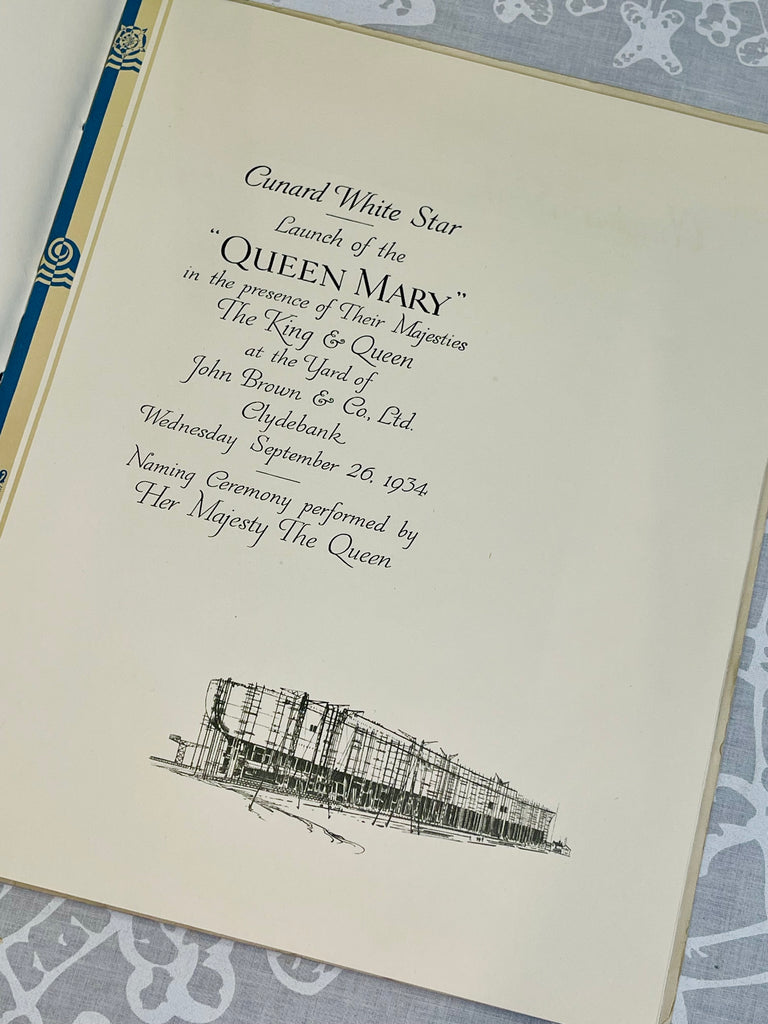 Cunard White Star
Launch of the
"QUEEN MARY"
in the presence of Their Majesties
The King & Queen
at the Yard of
John Brown & Co., Ltd.
Clydebank
Wednesday September 26, 1934
Naming Ceremony performed by
Her Majesty The Queen